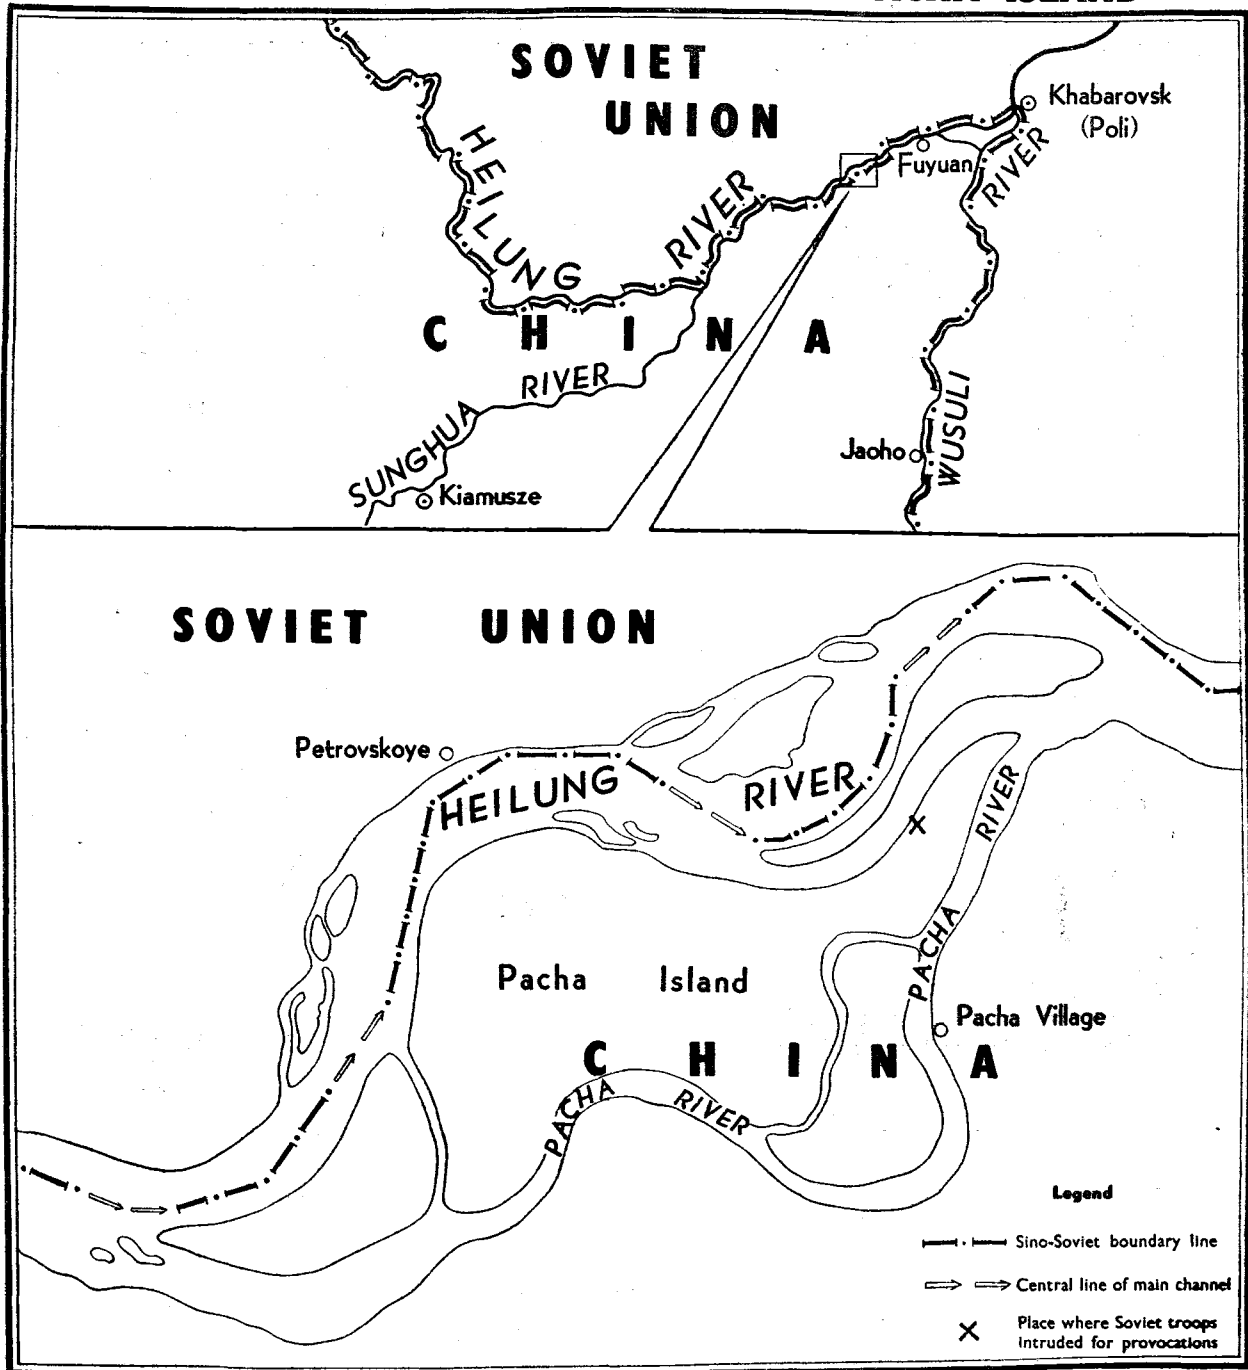 SOVIET
UNION
Khabarovsk
(Poli)
HEILUNG RIVER
Fuyuan
RIVER
CHINA
SUNGHUA RIVER
WUSULI
Jaoho
Kiamusze
SOVIET UNION
Petrovskoye
HEILUNG RIVER
PACHA RIVER
Pacha Island
Pacha Village
CHINA
PACHA RIVER
Legend
Sino-Soviet boundary line
Central line of main channel
Place where Soviet troops
intruded for provocations